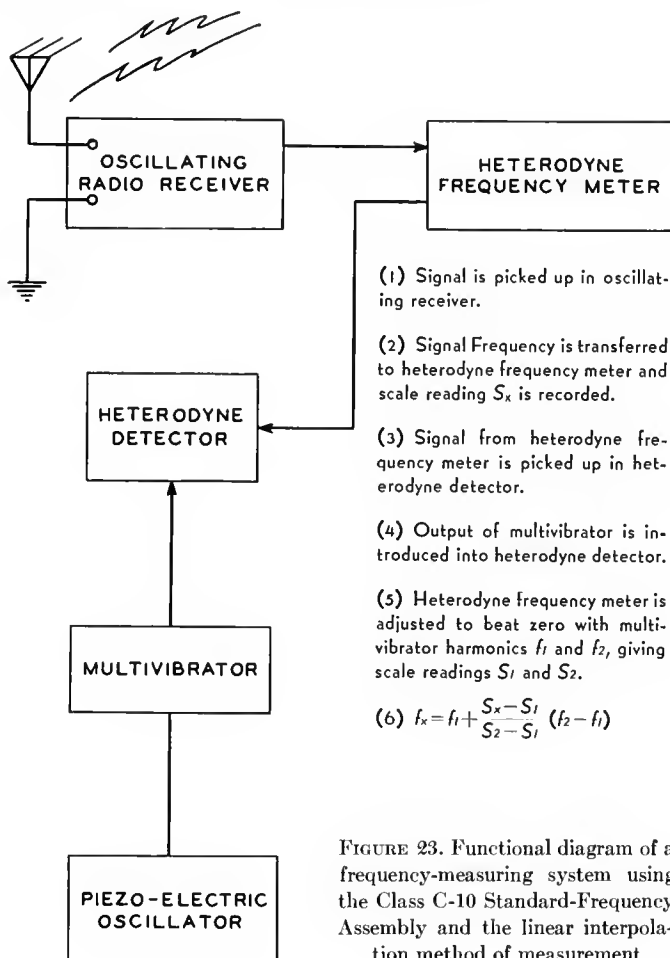 OSCILLATING
RADIO RECEIVER
HETERODYNE
FREQUENCY METER
(1) Signal is picked up in oscillat-
ing receiver.
(2) Signal Frequency is transferred
to heterodyne frequency meter and
scale reading Sx is recorded.
(3) Signal from heterodyne fre-
quency meter is picked up in het-
erodyne detector.
(4) Output of multivibrator is in-
troduced into heterodyne detector.
(5) Heterodyne frequency meter is
adjusted to beat zero with multi-
vibrator harmonics f1 and f2, giving
scale readings S1 and S2.
(6) fx = f1 + (Sx − S1)/(S2 − S1) (f2 − f1)
HETERODYNE
DETECTOR
MULTIVIBRATOR
PIEZO-ELECTRIC
OSCILLATOR
FIGURE 23. Functional diagram of a
frequency-measuring system using
the Class C-10 Standard-Frequency
Assembly and the linear interpola-
tion method of measurement